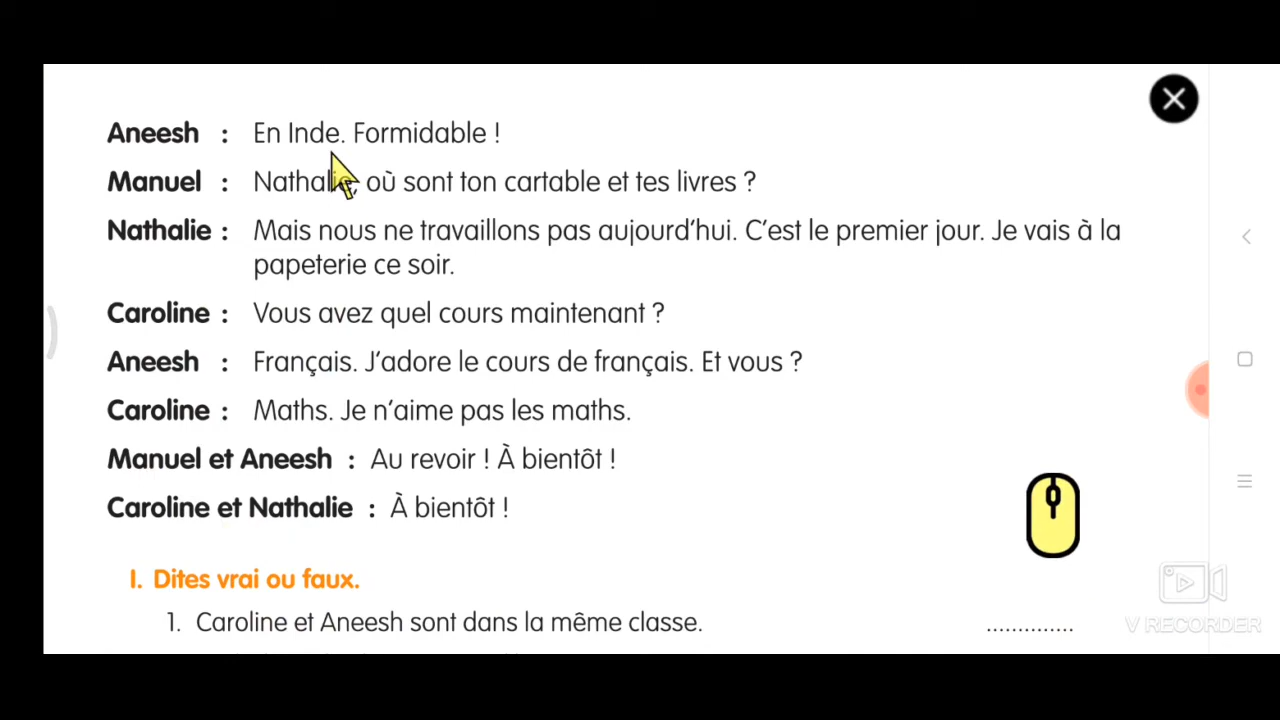 Aneesh : En Inde. Formidable !
Manuel : Nathalie, où sont ton cartable et tes livres ?
Nathalie : Mais nous ne travaillons pas aujourd'hui. C'est le premier jour. Je vais à la
papeterie ce soir.
Caroline : Vous avez quel cours maintenant ?
Aneesh : Français. J'adore le cours de français. Et vous ?
Caroline : Maths. Je n'aime pas les maths.
Manuel et Aneesh : Au revoir ! À bientôt !
Caroline et Nathalie : À bientôt !
I. Dites vrai ou faux.
1. Caroline et Aneesh sont dans la même classe. ..............
V RECORDER